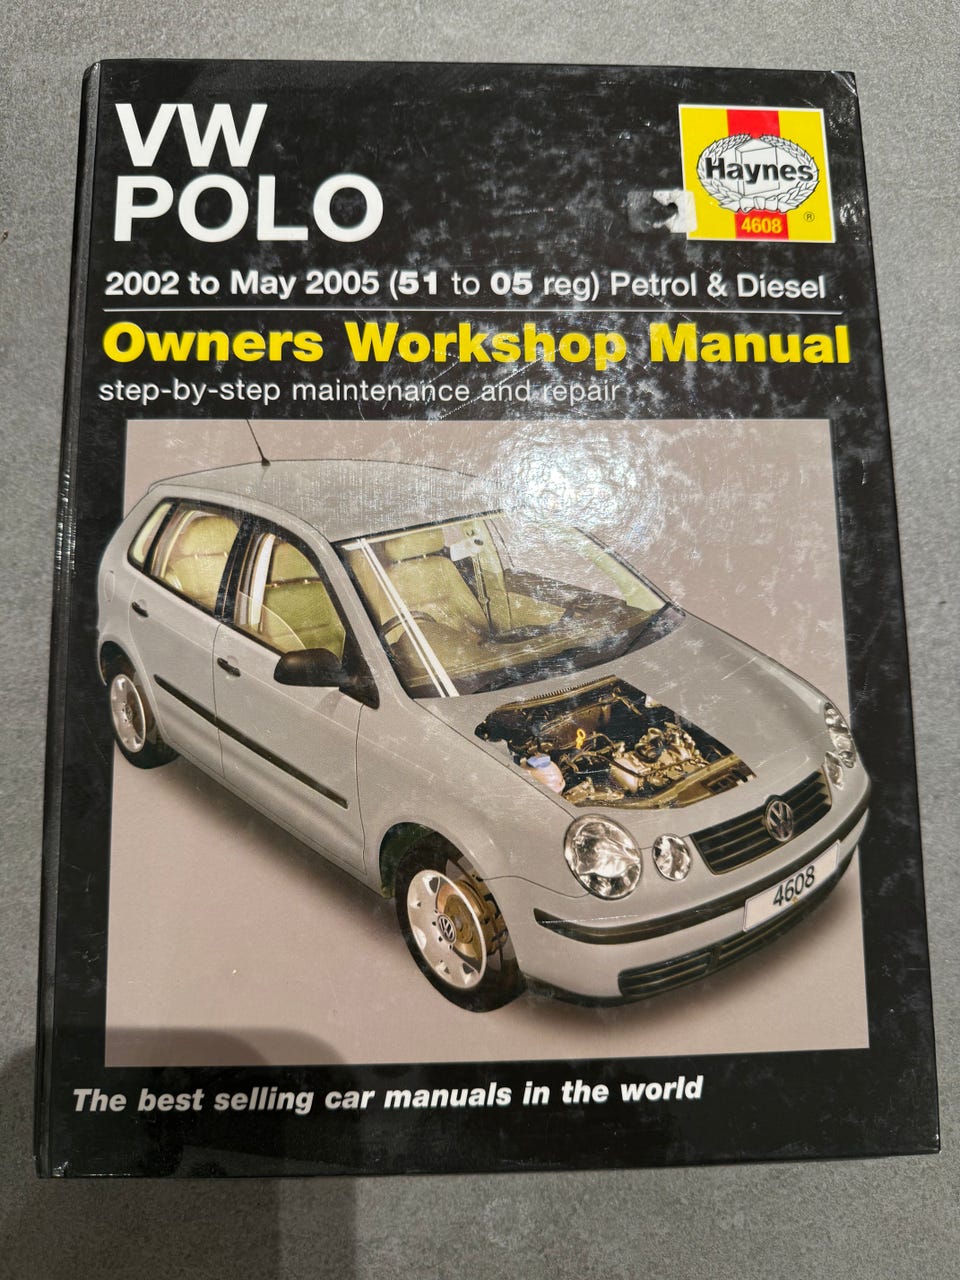 VW
POLO
Haynes
®
4608
2002 to May 2005 (51 to 05 reg) Petrol & Diesel
Owners Workshop Manual
step-by-step maintenance and repair
4608
The best selling car manuals in the world